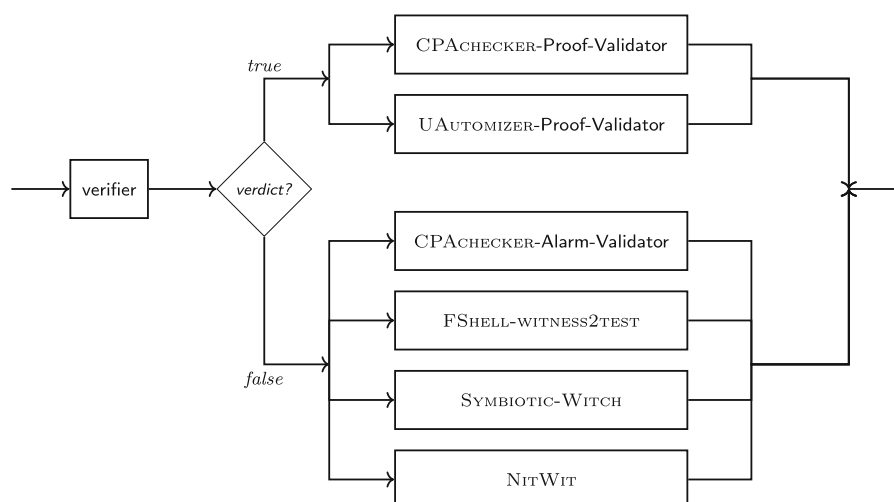 true
CPAchecker-Proof-Validator
UAutomizer-Proof-Validator
verifier
verdict?
CPAchecker-Alarm-Validator
FShell-witness2test
false
Symbiotic-Witch
NitWit